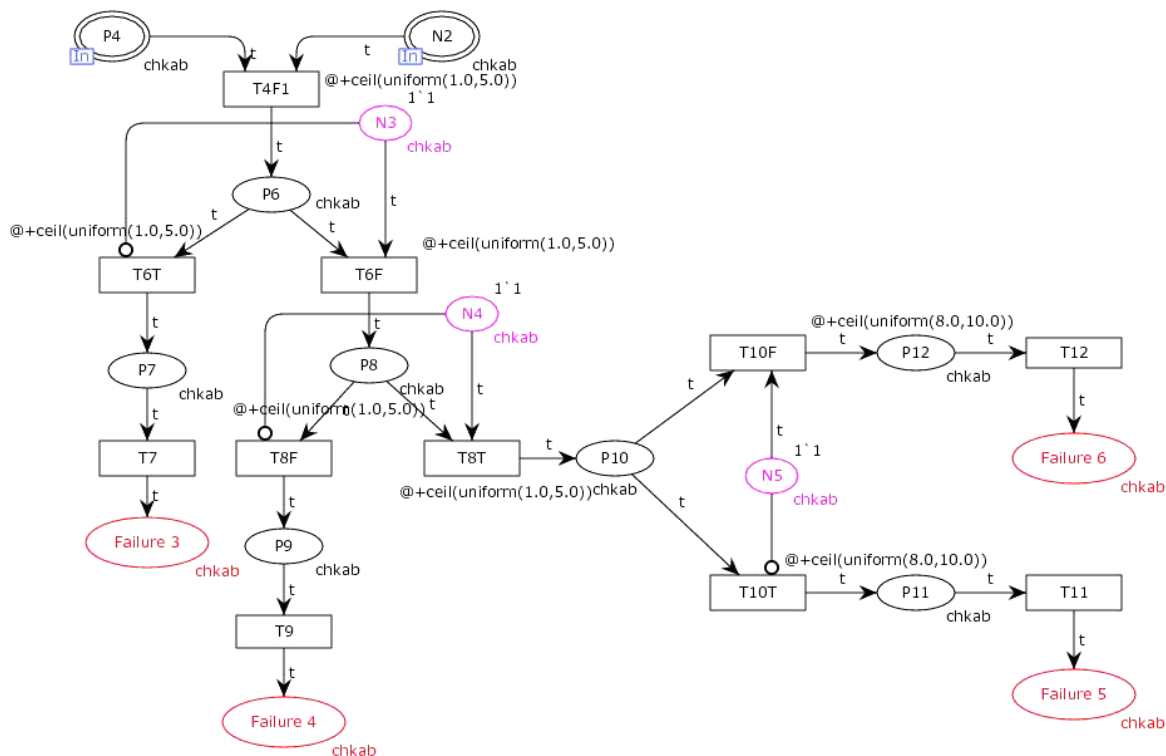 P4
In
chkab
t
t
N2
In
chkab
T4F1
@+ceil(uniform(1.0,5.0))
1`1
N3
chkab
t
t
P6
chkab
t
t
@+ceil(uniform(1.0,5.0))
@+ceil(uniform(1.0,5.0))
T6T
T6F
1`1
N4
chkab
t
t
t
P7
chkab
P8
chkab
@+ceil(uniform(1.0,5.0))
t
t
t
T7
T8F
T8T
@+ceil(uniform(1.0,5.0))
t
P10
chkab
t
Failure 3
chkab
t
P9
chkab
t
T9
t
Failure 4
chkab
t
T10F
@+ceil(uniform(8.0,10.0))
t
P12
chkab
t
T12
t
Failure 6
chkab
t
1`1
N5
chkab
t
@+ceil(uniform(8.0,10.0))
T10T
t
P11
chkab
t
T11
t
Failure 5
chkab